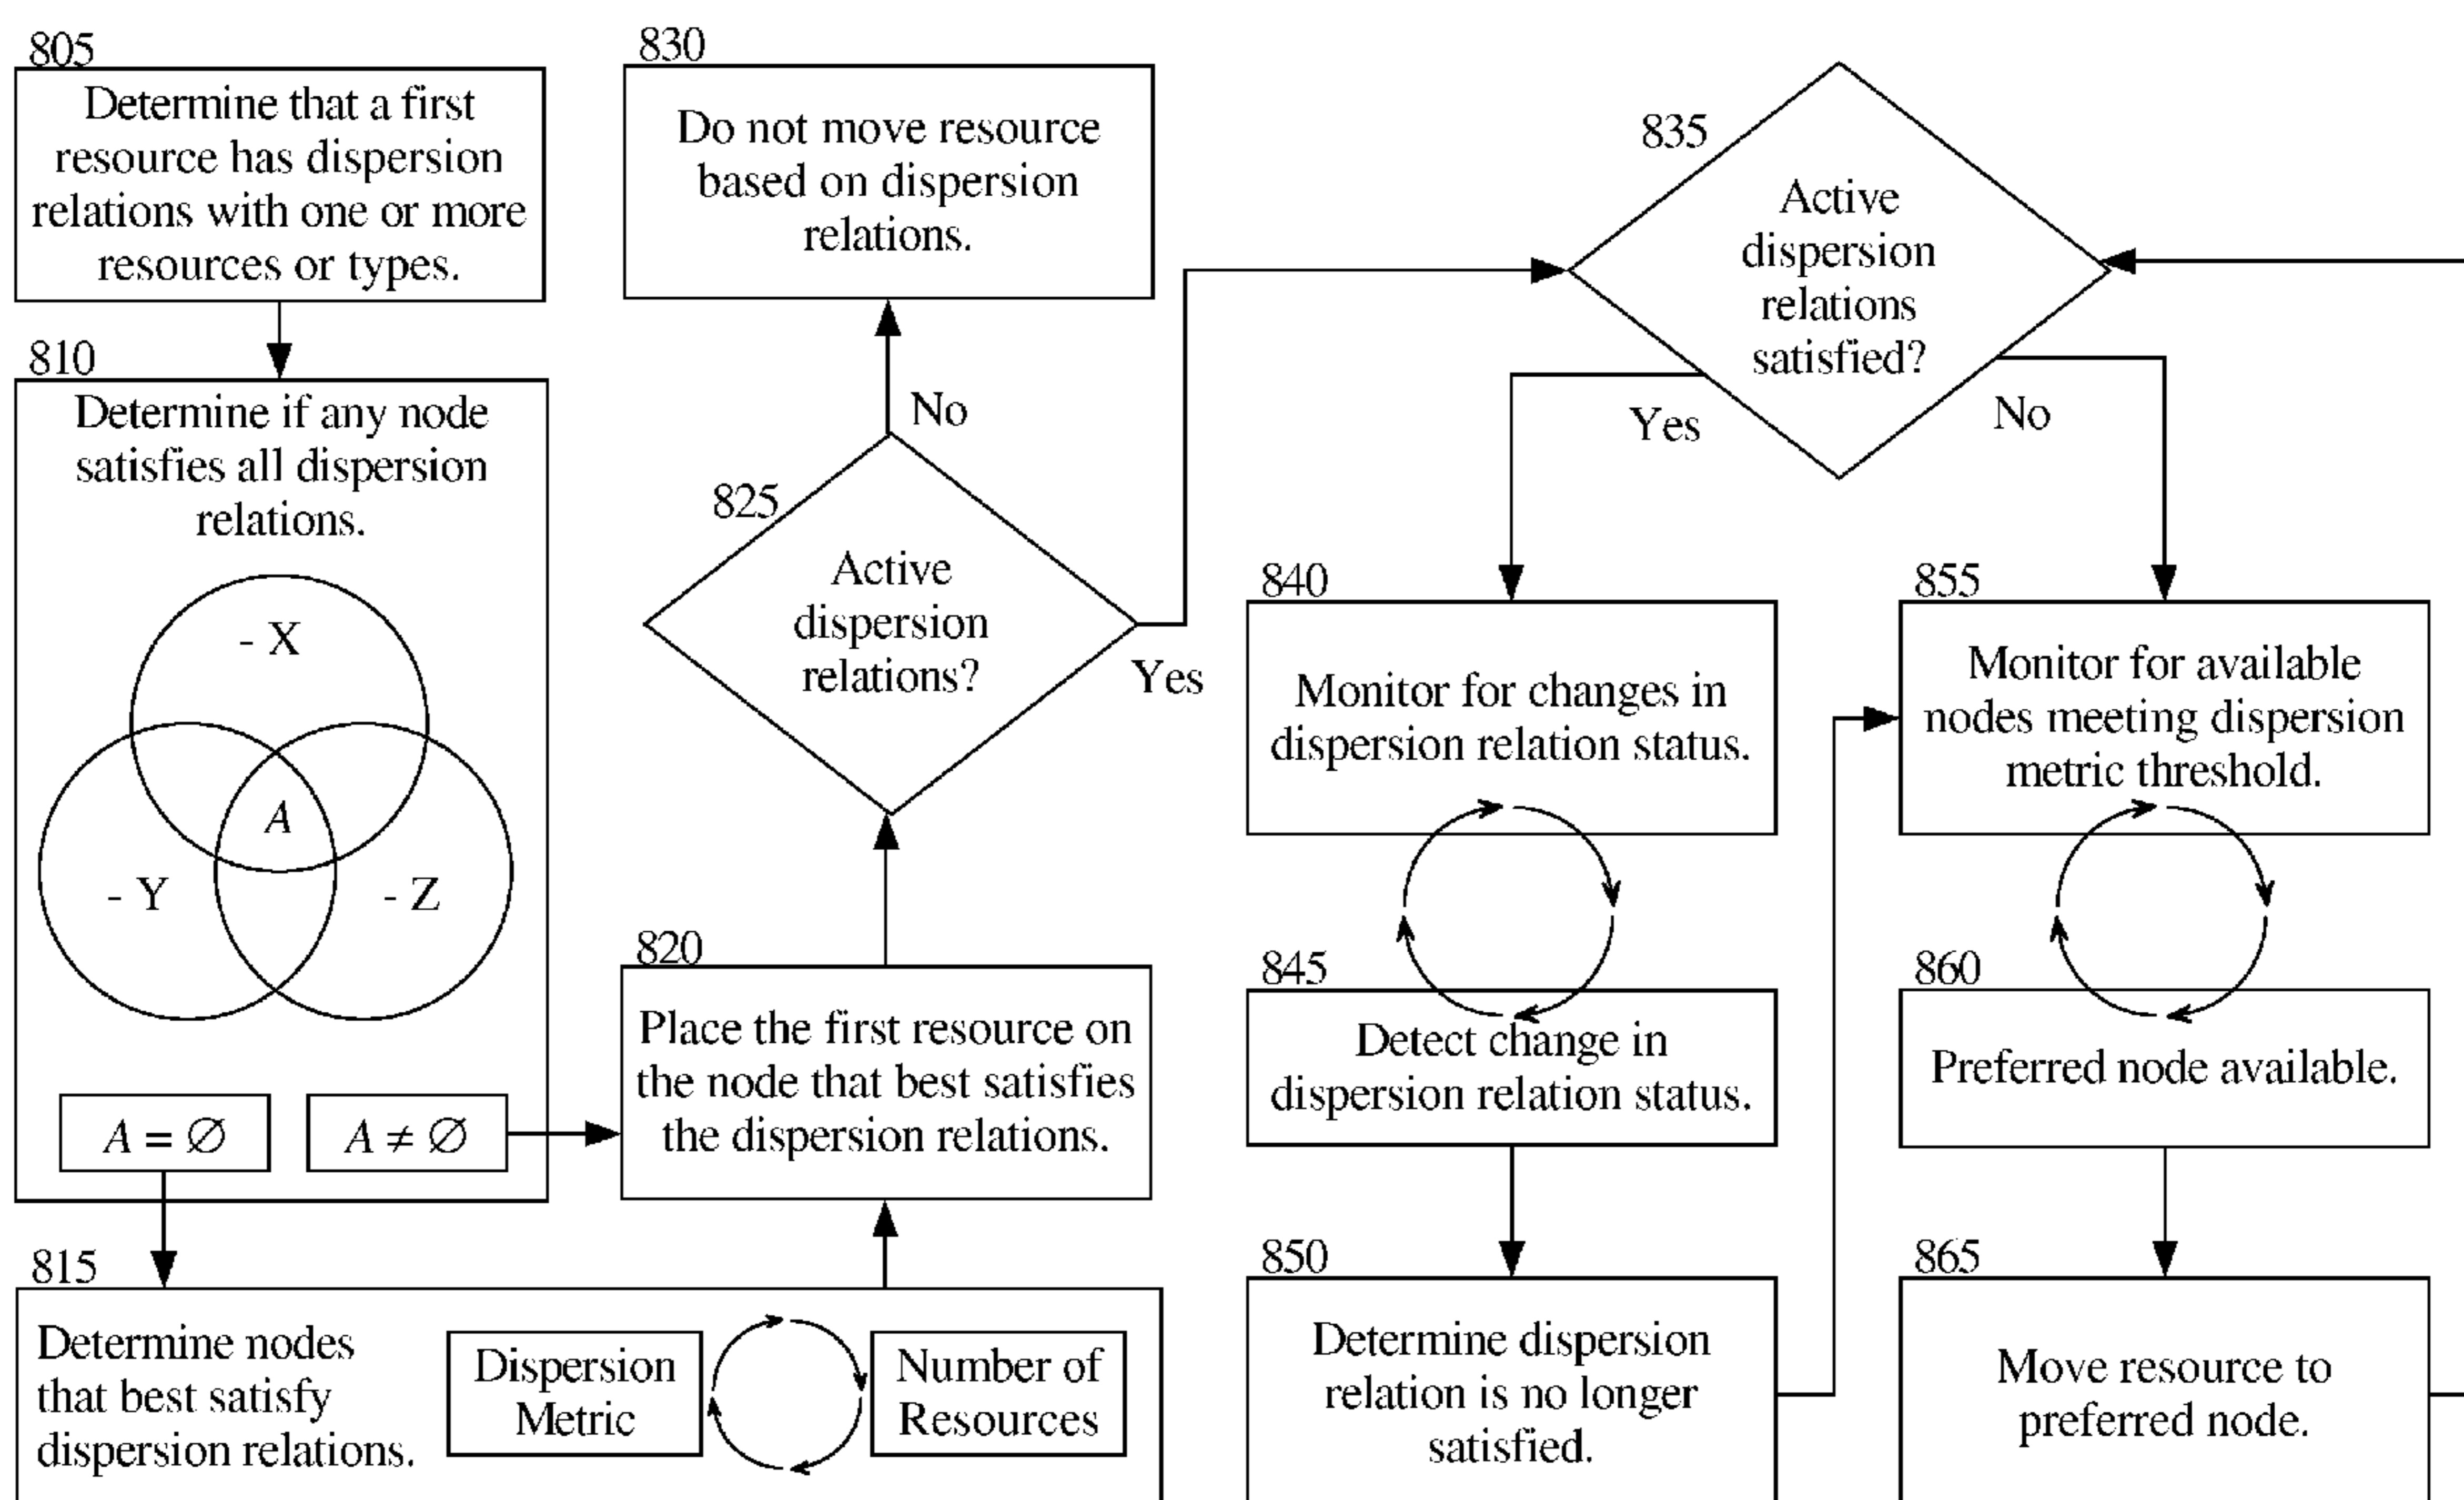 805
Determine that a first
resource has dispersion
relations with one or more
resources or types.
810
Determine if any node
satisfies all dispersion
relations.
- X
A
- Y
- Z
A = ∅
A ≠ ∅
815
Determine nodes
that best satisfy
dispersion relations.
Dispersion
Metric
Number of
Resources
820
Place the first resource on
the node that best satisfies
the dispersion relations.
825
Active
dispersion
relations?
No
Yes
830
Do not move resource
based on dispersion
relations.
835
Active
dispersion
relations
satisfied?
Yes
No
840
Monitor for changes in
dispersion relation status.
845
Detect change in
dispersion relation status.
850
Determine dispersion
relation is no longer
satisfied.
855
Monitor for available
nodes meeting dispersion
metric threshold.
860
Preferred node available.
865
Move resource to
preferred node.